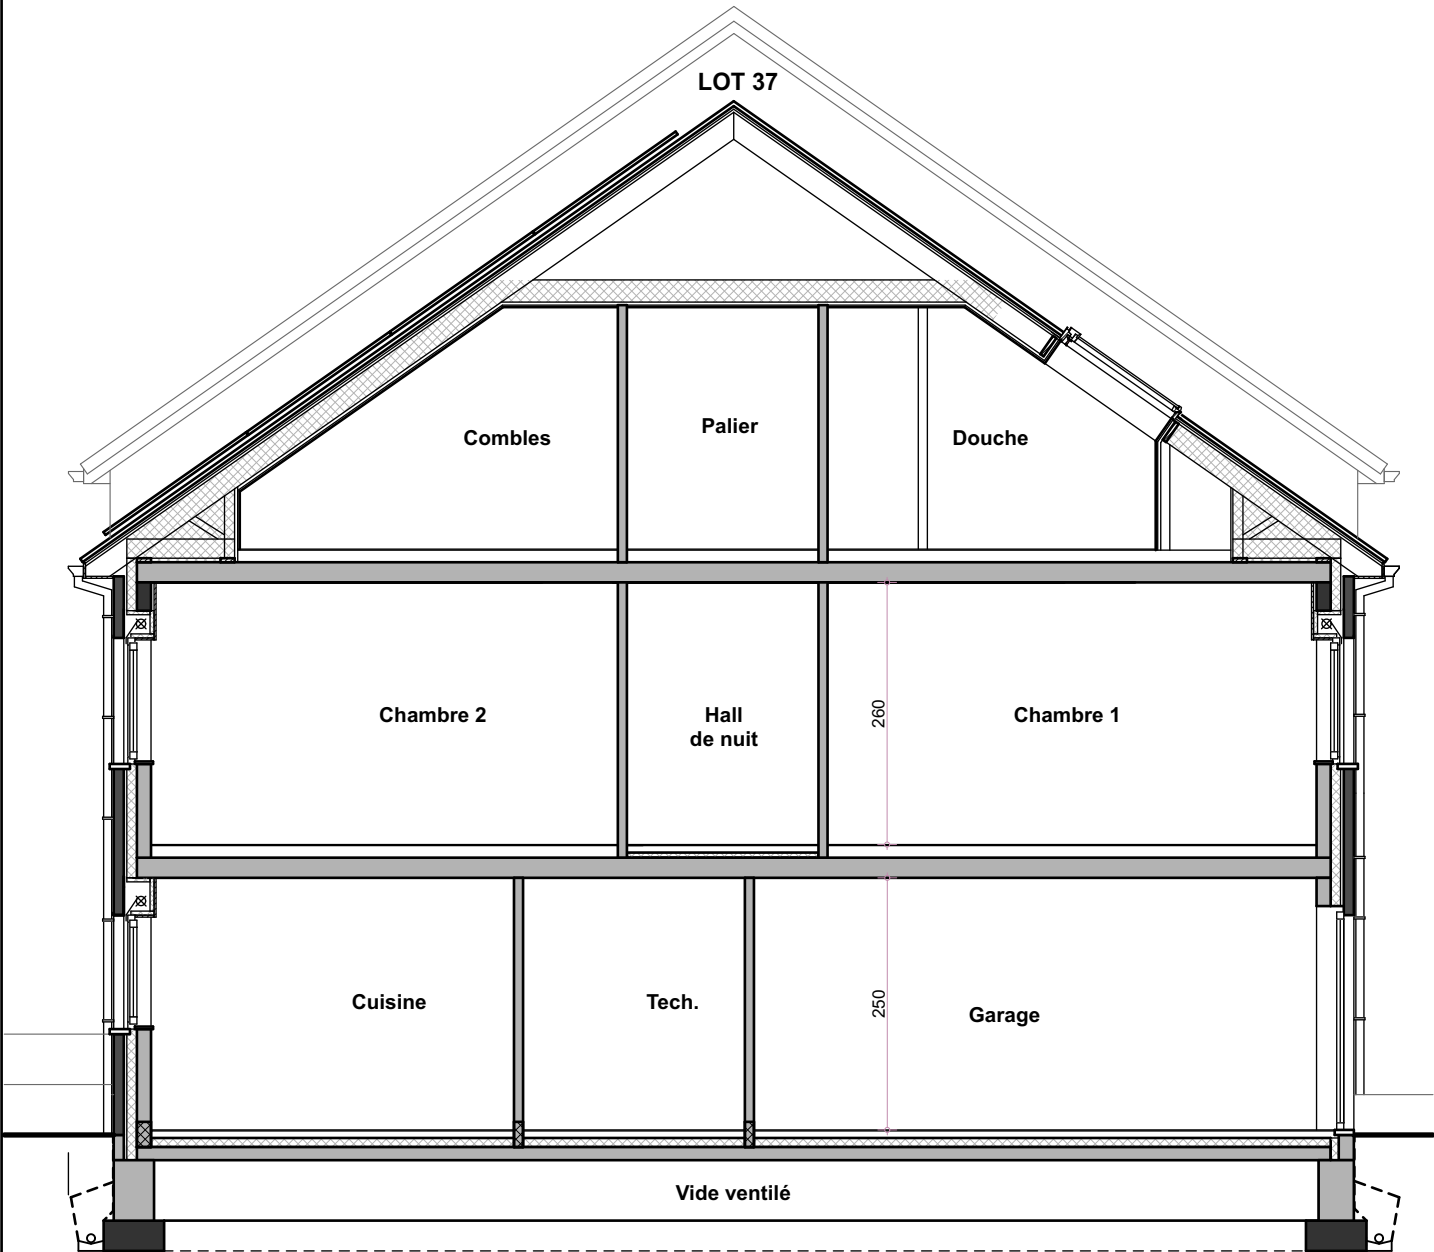 LOT 37
Combles
Palier
Douche
Chambre 2
Hall
de nuit
260
Chambre 1
Cuisine
Tech.
250
Garage
Vide ventilé